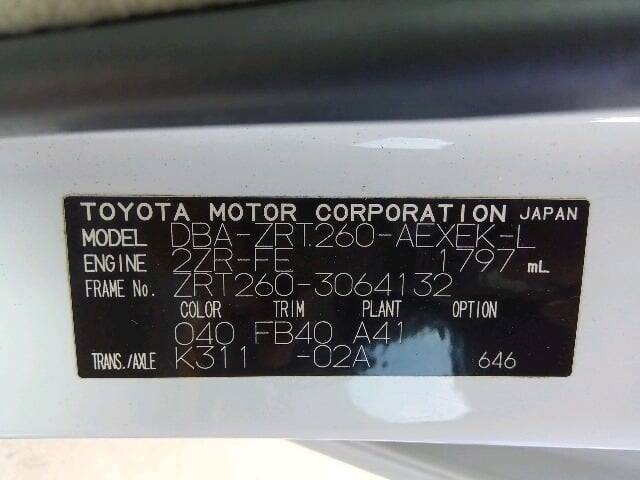 TOYOTA MOTOR CORPORATION JAPAN
MODEL DBA-ZRT260-AEXEK-L
ENGINE 2ZR-FE 1797 mL
FRAME No. ZRT260-3064132
COLOR TRIM PLANT OPTION
040 FB40 A41
TRANS./AXLE K311 -02A 646